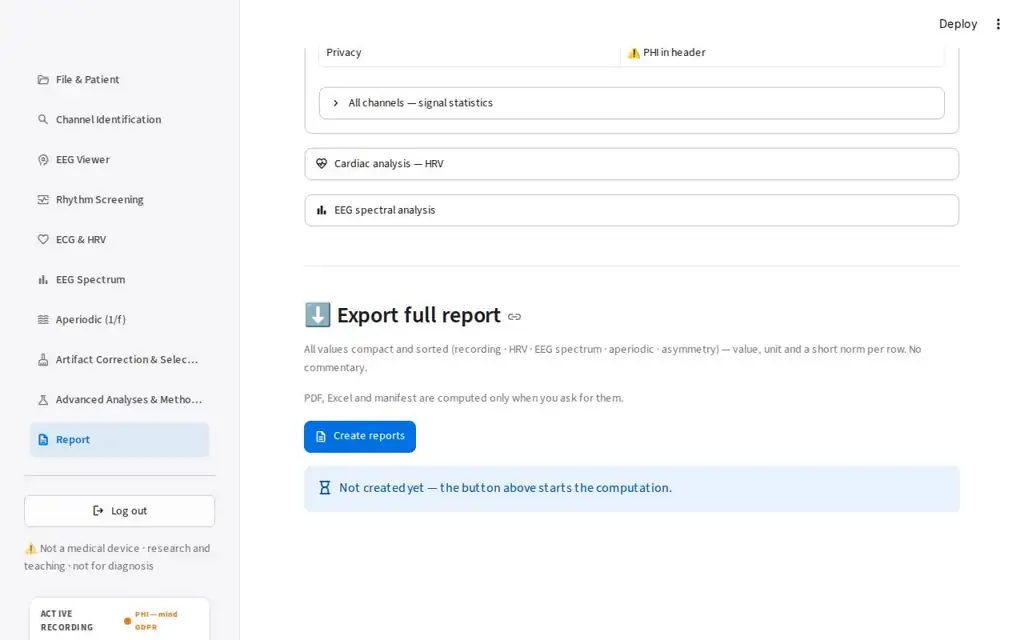 Deploy
File & Patient
Channel Identification
EEG Viewer
Rhythm Screening
ECG & HRV
EEG Spectrum
Aperiodic (1/f)
Artifact Correction & Selec...
Advanced Analyses & Metho...
Report
Log out
⚠️ Not a medical device · research and
teaching · not for diagnosis
ACTIVE
RECORDING
PHI — mind
GDPR
Privacy
⚠️ PHI in header
All channels — signal statistics
Cardiac analysis — HRV
EEG spectral analysis
Export full report
All values compact and sorted (recording · HRV · EEG spectrum · aperiodic · asymmetry) — value, unit and a short norm per row. No
commentary.
PDF, Excel and manifest are computed only when you ask for them.
Create reports
Not created yet — the button above starts the computation.